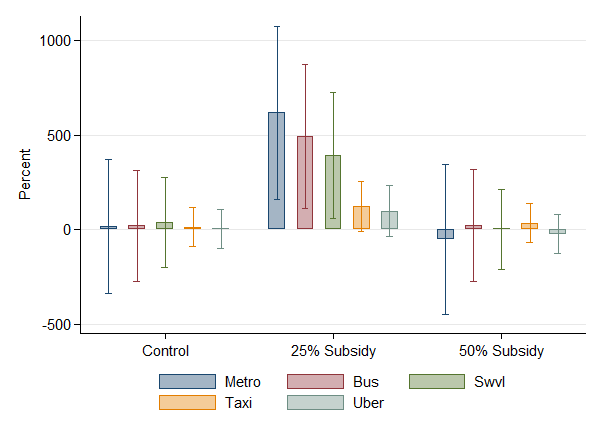 1000
500
0
-500
Percent
Control 25% Subsidy 50% Subsidy
Metro Bus Swvl
Taxi Uber